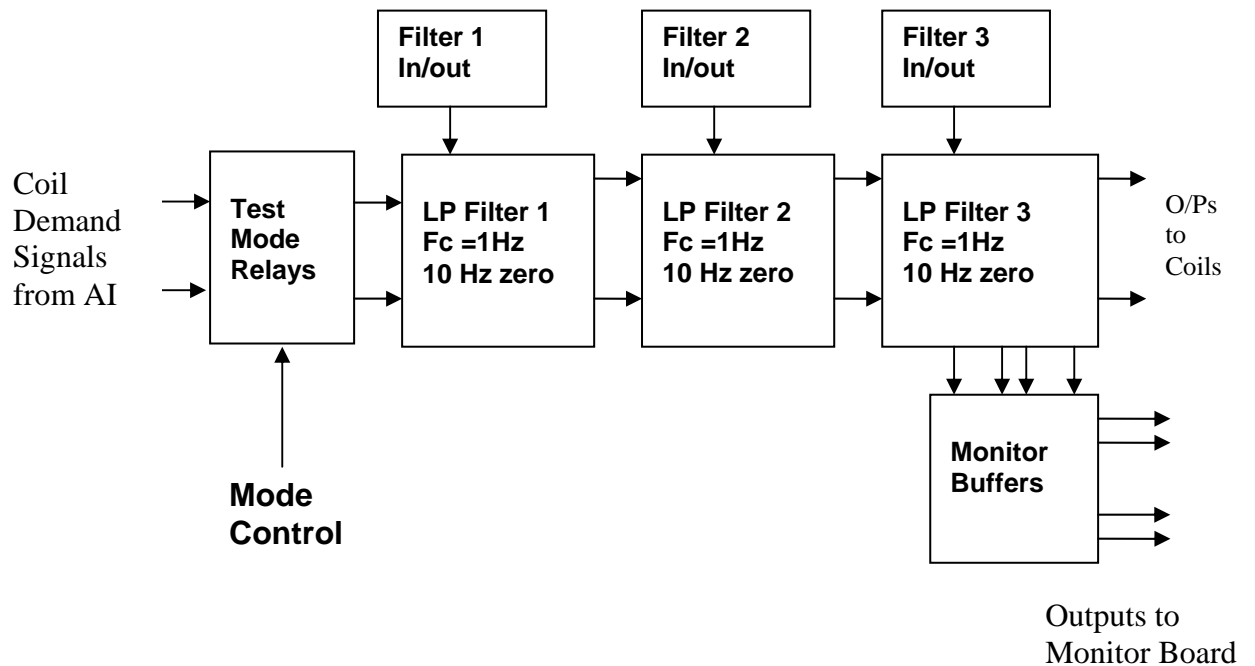 Filter 1
In/out
Filter 2
In/out
Filter 3
In/out
Coil
Demand
Signals
from AI
Test
Mode
Relays
LP Filter 1
Fc =1Hz
10 Hz zero
LP Filter 2
Fc =1Hz
10 Hz zero
LP Filter 3
Fc =1Hz
10 Hz zero
O/Ps
to
Coils
Mode
Control
Monitor
Buffers
Outputs to
Monitor Board